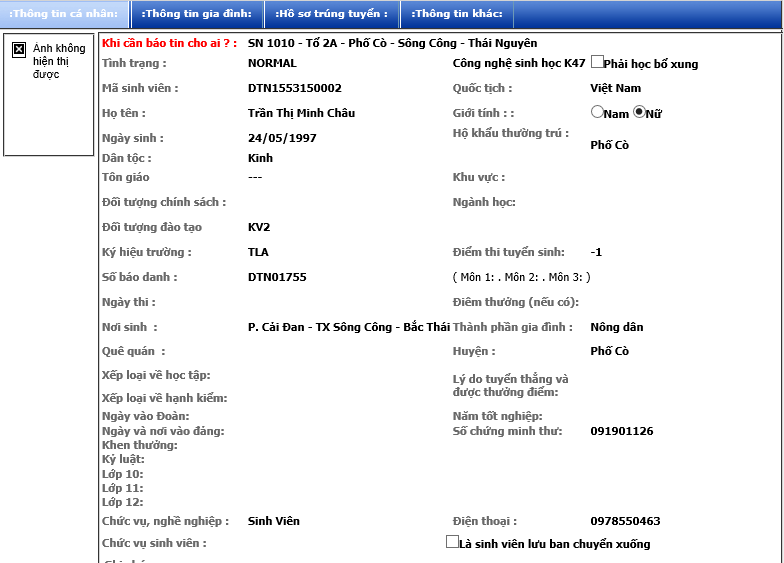 :Thông tin cá nhân: :Thông tin gia đình: :Hồ sơ trúng tuyển : :Thông tin khác:
Ảnh không
hiện thị
được
Khi cần báo tin cho ai ? : SN 1010 - Tổ 2A - Phố Cò - Sông Công - Thái Nguyên
Tình trạng : NORMAL Công nghệ sinh học K47 Phải học bổ xung
Mã sinh viên : DTN1553150002 Quốc tịch : Việt Nam
Họ tên : Trần Thị Minh Châu Giới tính : : Nam Nữ
Ngày sinh : 24/05/1997 Hộ khẩu thường trú : Phố Cò
Dân tộc : Kinh
Tôn giáo --- Khu vực :
Đối tượng chính sách : Ngành học:
Đối tượng đào tạo KV2
Ký hiệu trường : TLA Điểm thi tuyển sinh: -1
Số báo danh : DTN01755 ( Môn 1: . Môn 2: . Môn 3: )
Ngày thi : Điêm thưởng (nếu có):
Nơi sinh : P. Cải Đan - TX Sông Công - Bắc Thái Thành phần gia đình : Nông dân
Quê quán : Huyện : Phố Cò
Xếp loại về học tập: Lý do tuyển thẳng và
được thưởng điểm:
Xếp loại về hạnh kiểm:
Ngày vào Đoàn: Năm tốt nghiệp:
Ngày và nơi vào đảng: Số chứng minh thư: 091901126
Khen thưởng:
Kỷ luật:
Lớp 10:
Lớp 11:
Lớp 12:
Chức vụ, nghề nghiệp : Sinh Viên Điện thoại : 0978550463
Chức vụ sinh viên : Là sinh viên lưu ban chuyển xuống